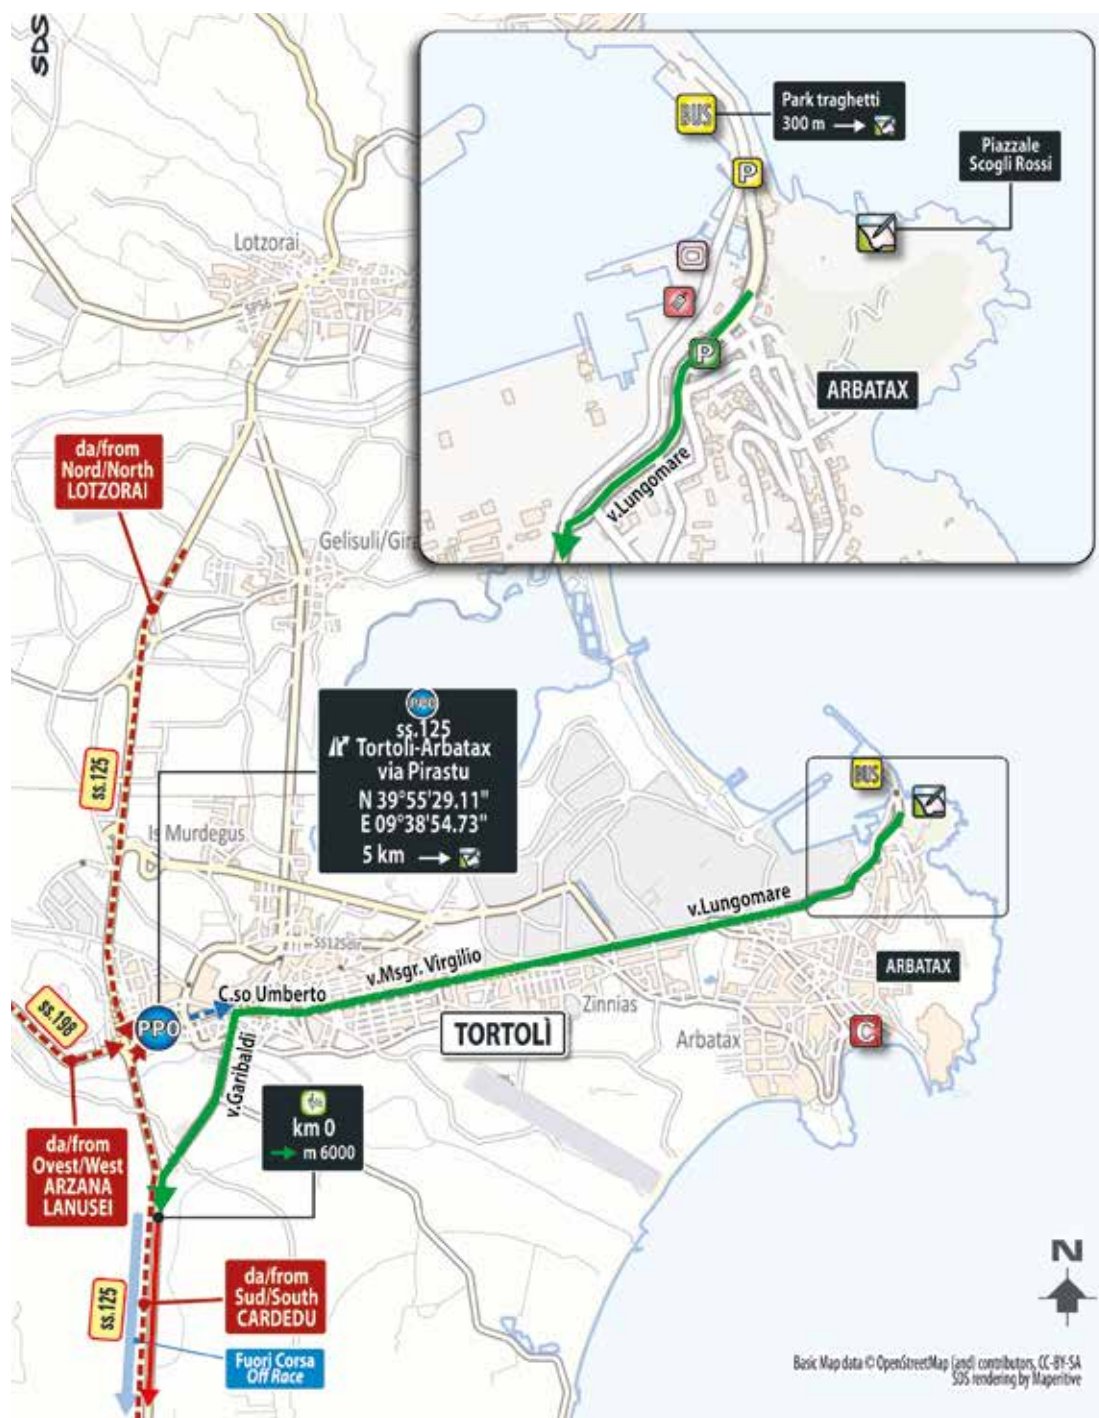 SDS
BUS
Park traghetti
300 m
Piazzale
Scogli Rossi
P
P
ARBATAX
v.Lungomare
Lotzorai
SP56
da/from
Nord/North
LOTZORAI
Gelisuli/Gira
PPO
ss.125
Tortolì-Arbatax
via Pirastu
N 39°55'29.11"
E 09°38'54.73"
5 km
ss.125
Is Murdegus
BUS
v.Lungomare
ARBATAX
v.Msgr. Virgilio
C.so Umberto
Zinnias
ss.198
PPO
TORTOLÌ
Arbatax
C
v.Garibaldi
km 0
m 6000
da/from
Ovest/West
ARZANA
LANUSEI
da/from
Sud/South
CARDEDU
ss.125
Fuori Corsa
Off Race
N
Basic Map data © OpenStreetMap (and) contributors, CC-BY-SA
SDS rendering by Maperitive